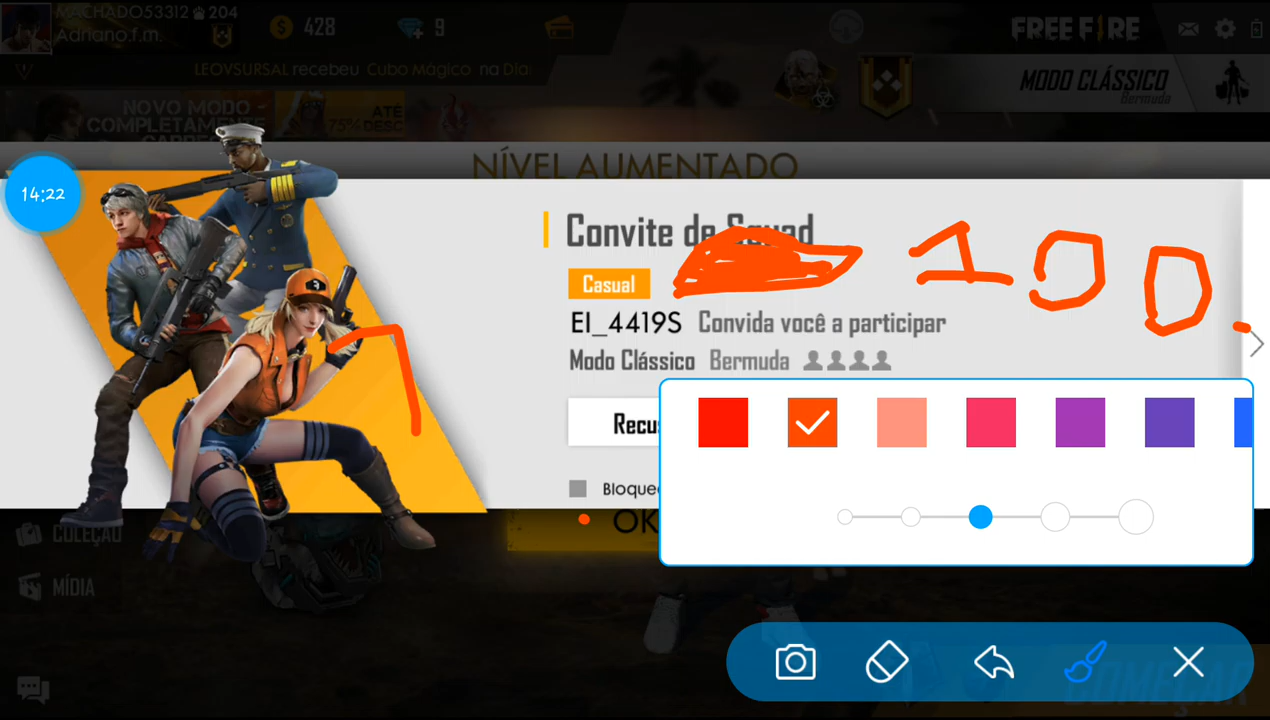 MACHADO53312 204
Adriano.f.m.
428
9
FREE FIRE
LEOVSURSAL recebeu Cubo Mágico na Dia
MODO CLÁSSICO
Bermuda
NOVO MODO -
COMPLETAMENTE
ATÉ
75% DESC
NÍVEL AUMENTADO
14:22
Convite de Squad
100.
Casual
EI_4419S Convida você a participar
Modo Clássico Bermuda
Recus
Bloque
OK
COLEÇÃO
MÍDIA
COMEÇAR